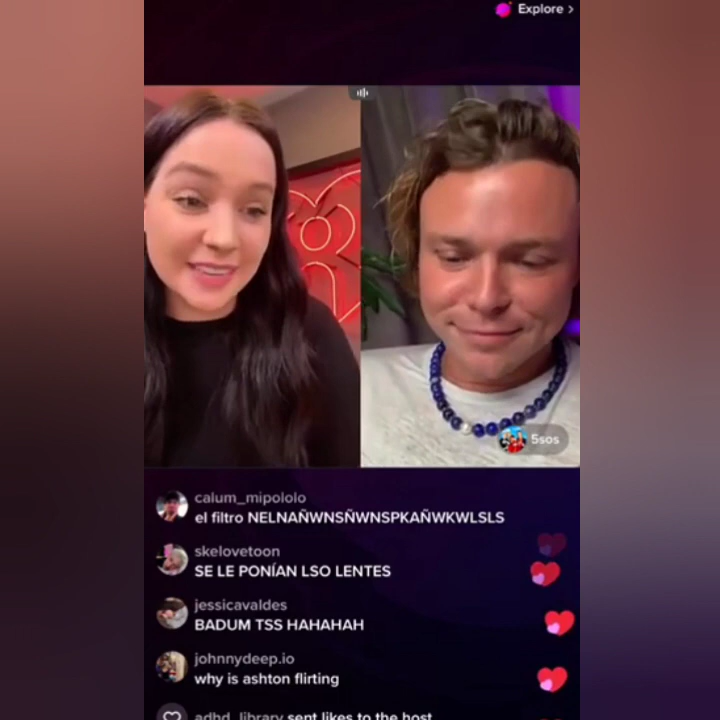 Explore >
5sos
calum_mipololo
el filtro NELNAÑWNSÑWNSPKAÑWKWLSLS
skelovetoon
SE LE PONÍAN LSO LENTES
jessicavaldes
BADUM TSS HAHAHAH
johnnydeep.io
why is ashton flirting
adhd_library sent likes to the host